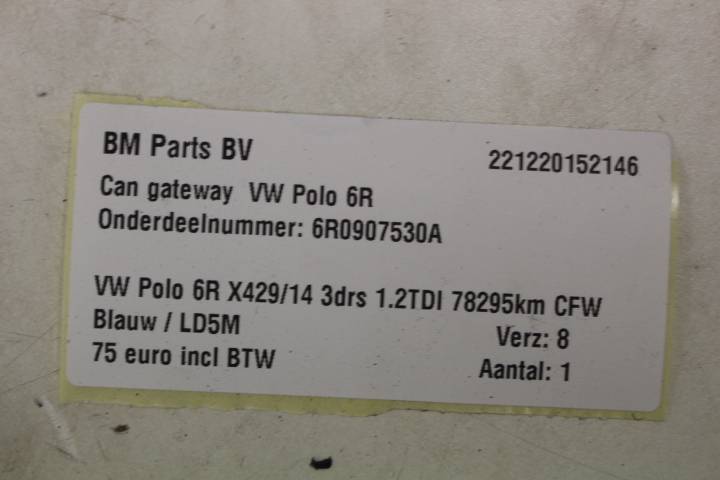 BM Parts BV 221220152146
Can gateway VW Polo 6R
Onderdeelnummer: 6R0907530A
VW Polo 6R X429/14 3drs 1.2TDI 78295km CFW
Blauw / LD5M Verz: 8
75 euro incl BTW Aantal: 1